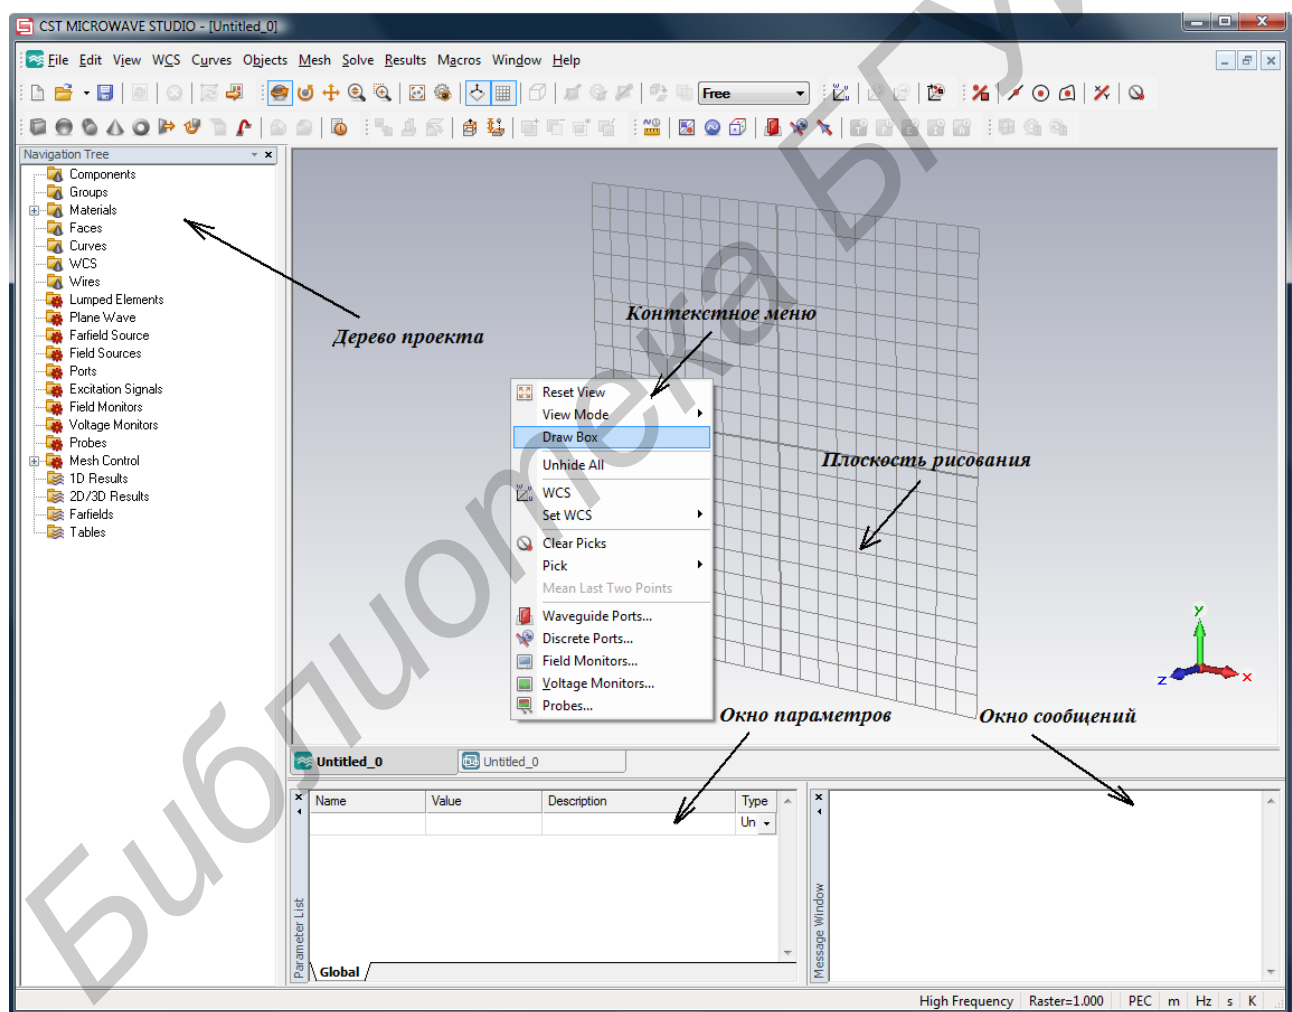 CST MICROWAVE STUDIO - [Untitled_0]
File Edit View WCS Curves Objects Mesh Solve Results Macros Window Help
Free
Navigation Tree
Components
Groups
Materials
Faces
Curves
WCS
Wires
Lumped Elements
Plane Wave
Farfield Source
Field Sources
Ports
Excitation Signals
Field Monitors
Voltage Monitors
Probes
Mesh Control
1D Results
2D/3D Results
Farfields
Tables
Дерево проекта
Контекстное меню
Reset View
View Mode
Draw Box
Unhide All
WCS
Set WCS
Clear Picks
Pick
Mean Last Two Points
Waveguide Ports...
Discrete Ports...
Field Monitors...
Voltage Monitors...
Probes...
Плоскость рисования
y
z
x
Окно параметров
Окно сообщений
Untitled_0
Untitled_0
Name Value Description Type
Un
Parameter List
Global
Message Window
High Frequency Raster=1.000 PEC m Hz s K
Библиотека БГУ